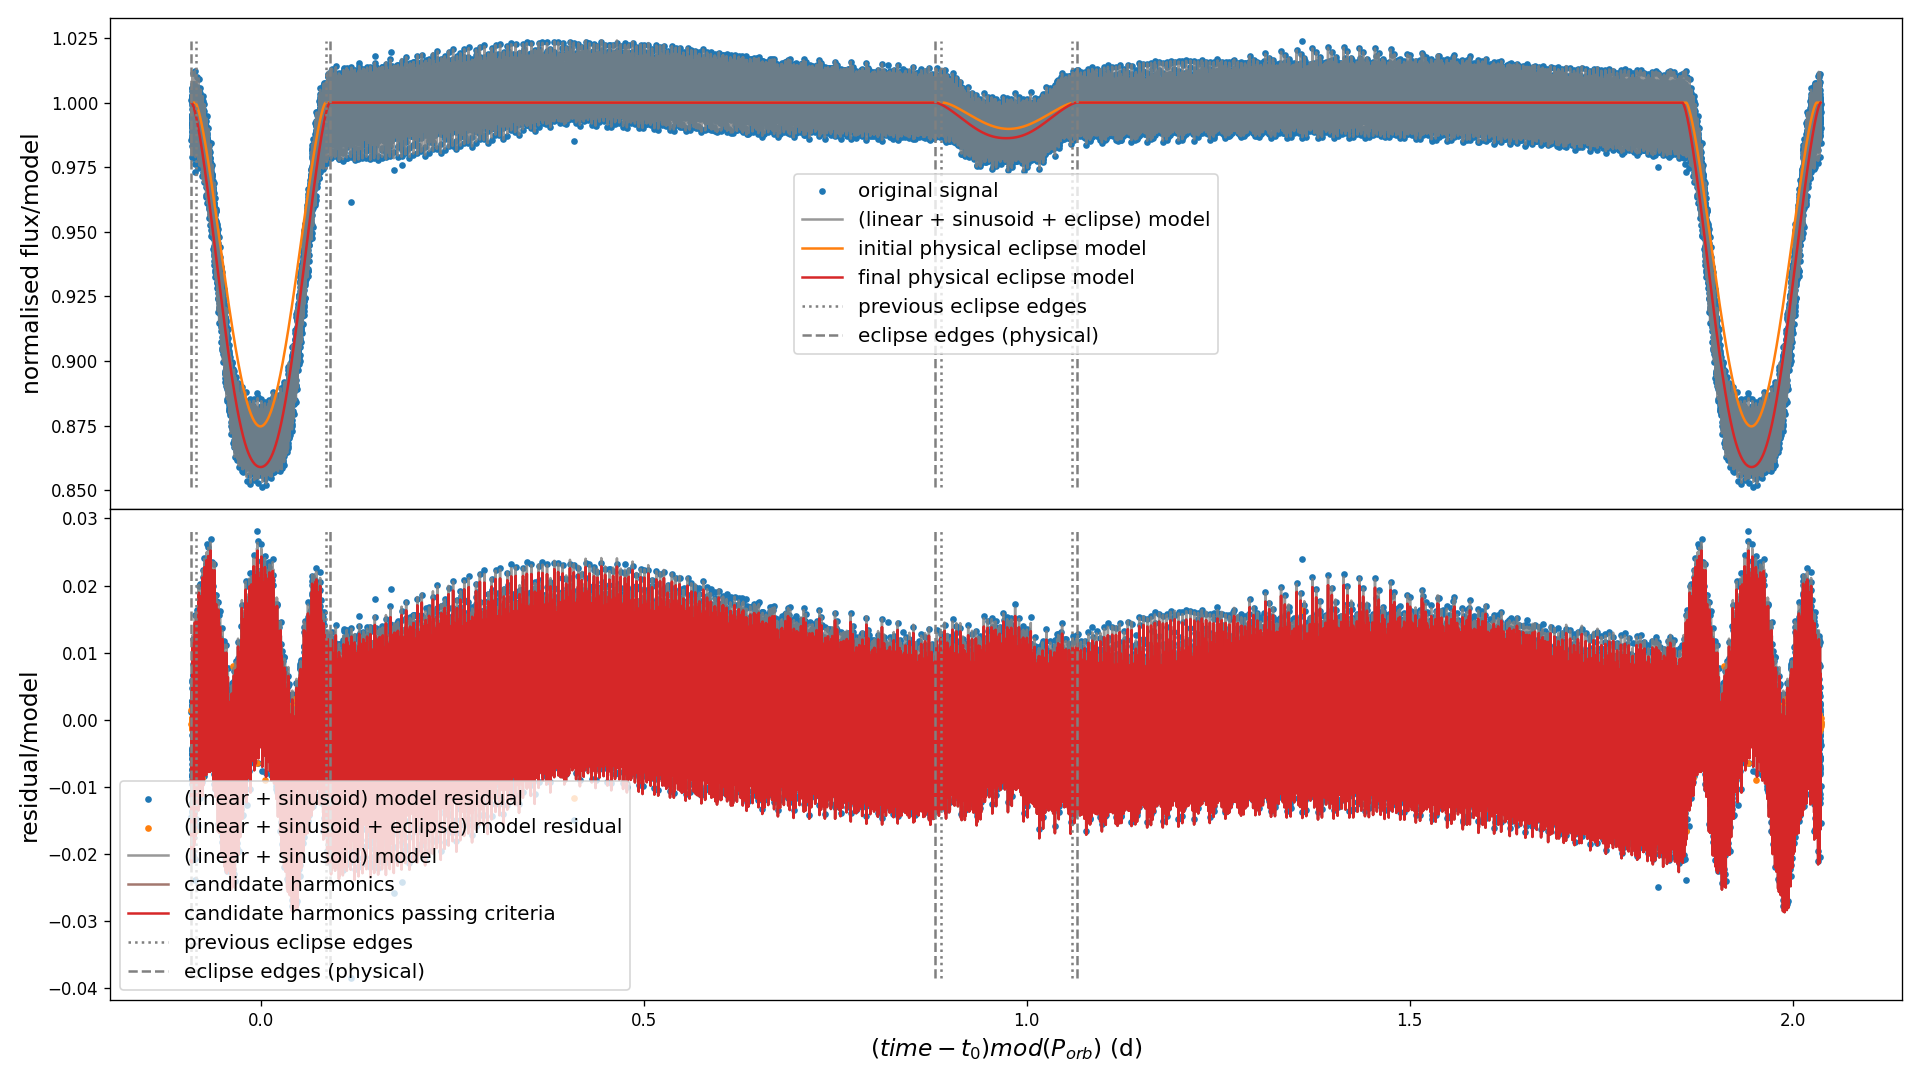 normalised flux/model
1.025
1.000
0.975
0.950
0.925
0.900
0.875
0.850
original signal
(linear + sinusoid + eclipse) model
initial physical eclipse model
final physical eclipse model
previous eclipse edges
eclipse edges (physical)
residual/model
0.03
0.02
0.01
0.00
−0.01
−0.02
−0.03
−0.04
(linear + sinusoid) model residual
(linear + sinusoid + eclipse) model residual
(linear + sinusoid) model
candidate harmonics
candidate harmonics passing criteria
previous eclipse edges
eclipse edges (physical)
0.0 0.5 1.0 1.5 2.0
(time − t₀)mod(P_orb) (d)